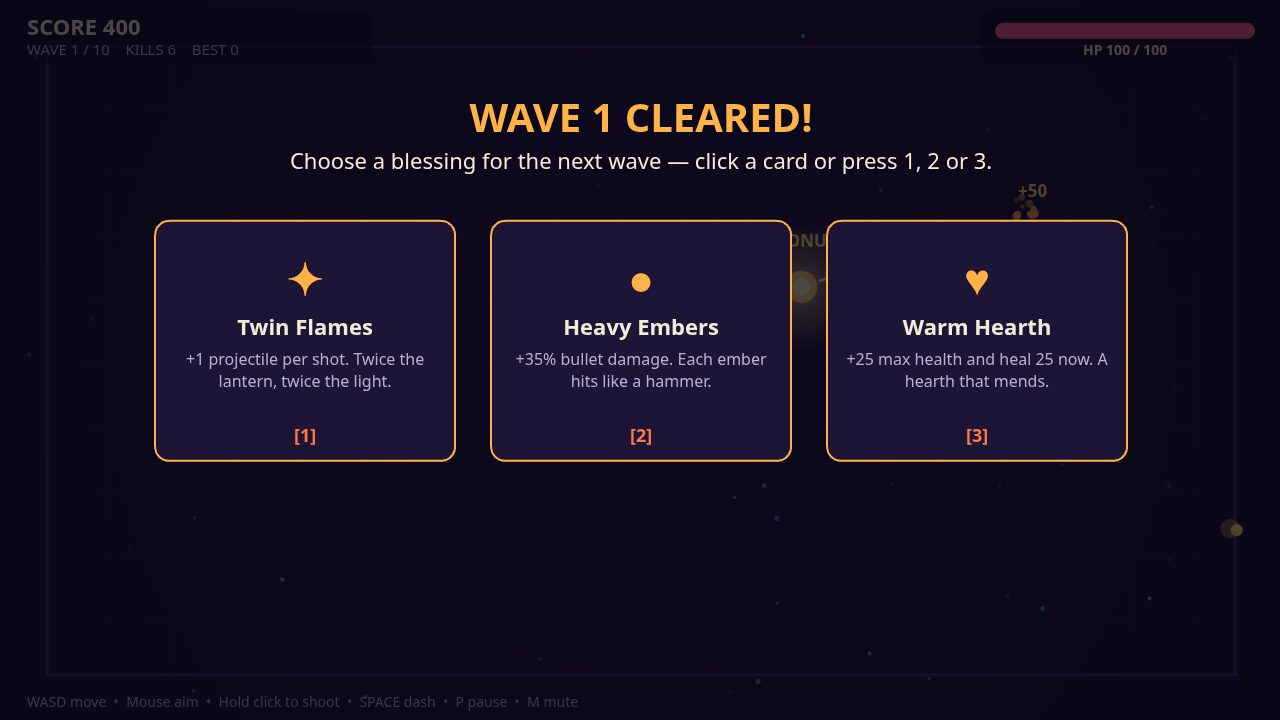 SCORE 400
WAVE 1 / 10 KILLS 6 BEST 0
HP 100 / 100
WAVE 1 CLEARED!
Choose a blessing for the next wave — click a card or press 1, 2 or 3.
+50
✦
Twin Flames
+1 projectile per shot. Twice the
lantern, twice the light.
[1]
●
Heavy Embers
+35% bullet damage. Each ember
hits like a hammer.
[2]
♥
Warm Hearth
+25 max health and heal 25 now. A
hearth that mends.
[3]
WASD move • Mouse aim • Hold click to shoot • SPACE dash • P pause • M mute